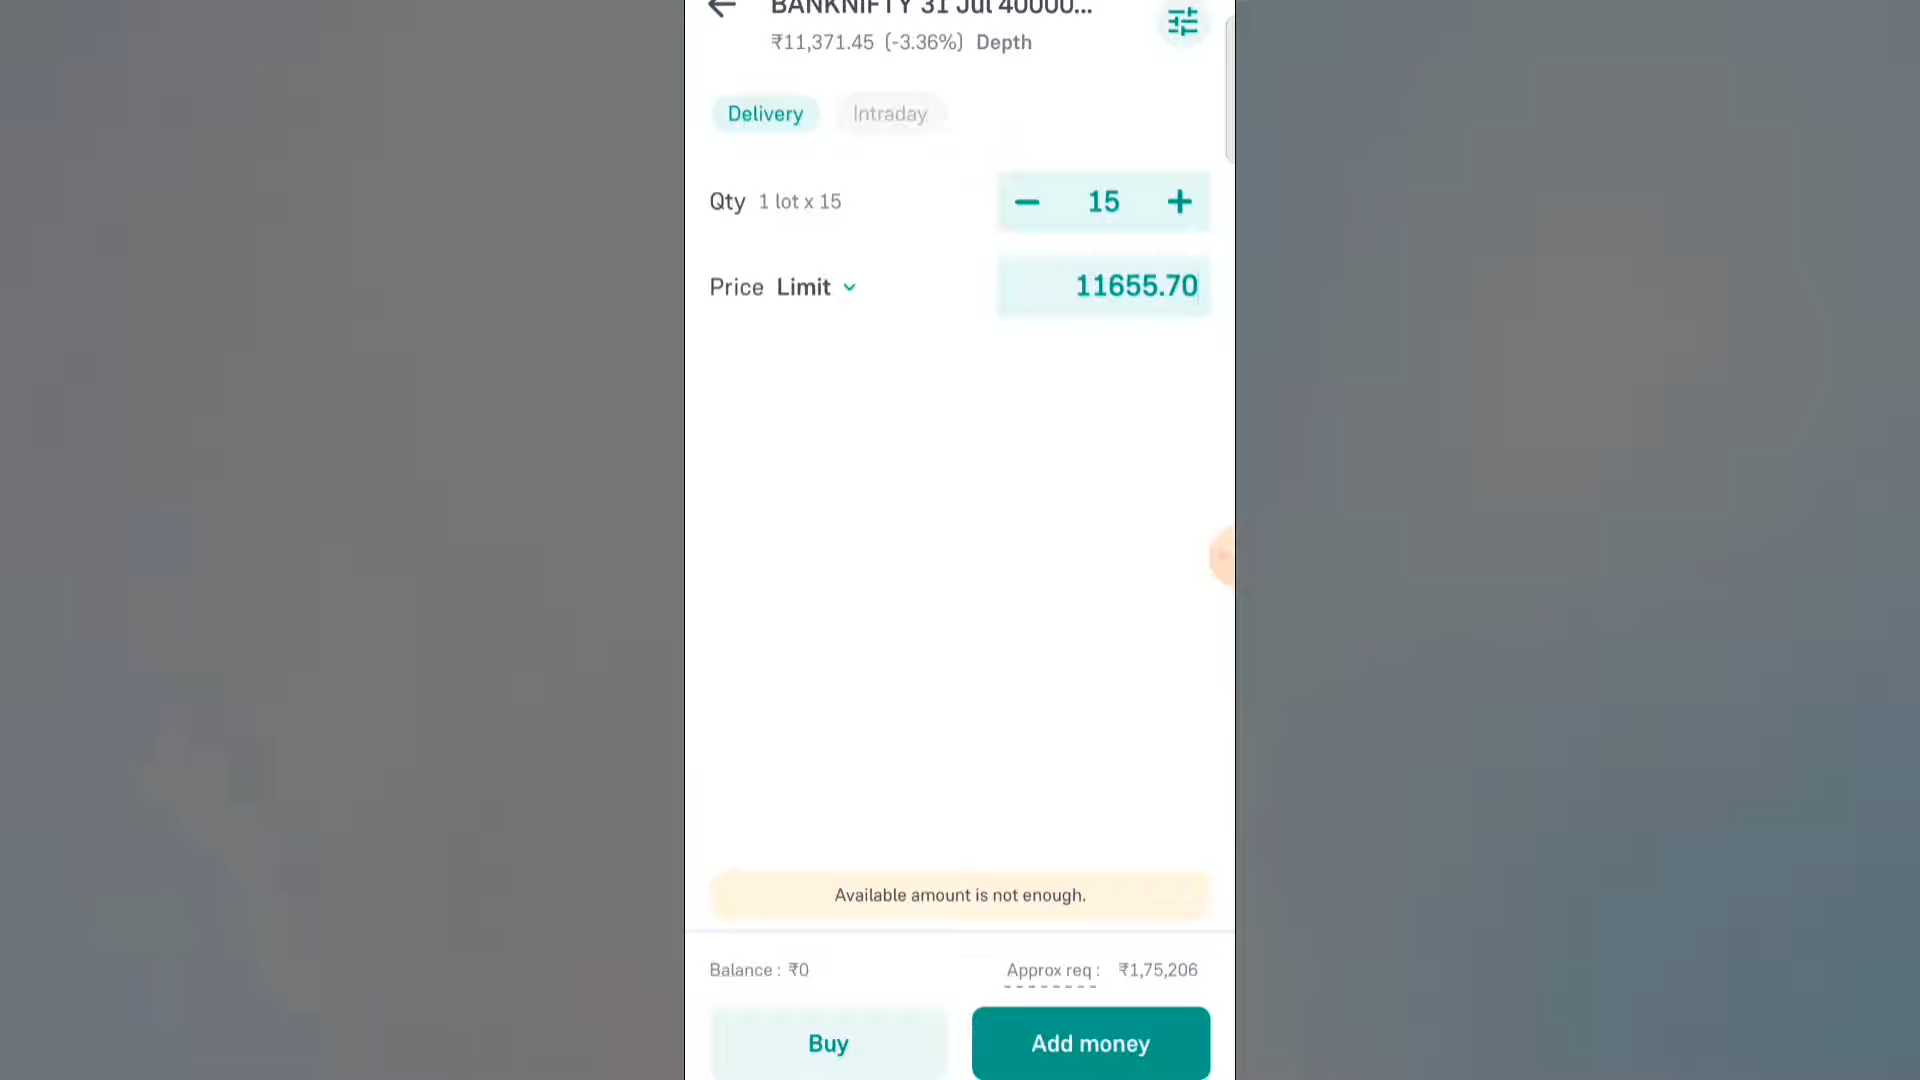 BANKNIFTY 31 Jul 40000...
₹11,371.45 (-3.36%) Depth
Delivery Intraday
Qty 1 lot x 15 15
Price Limit 11655.70
Available amount is not enough.
Balance : ₹0 Approx req : ₹1,75,206
Buy Add money